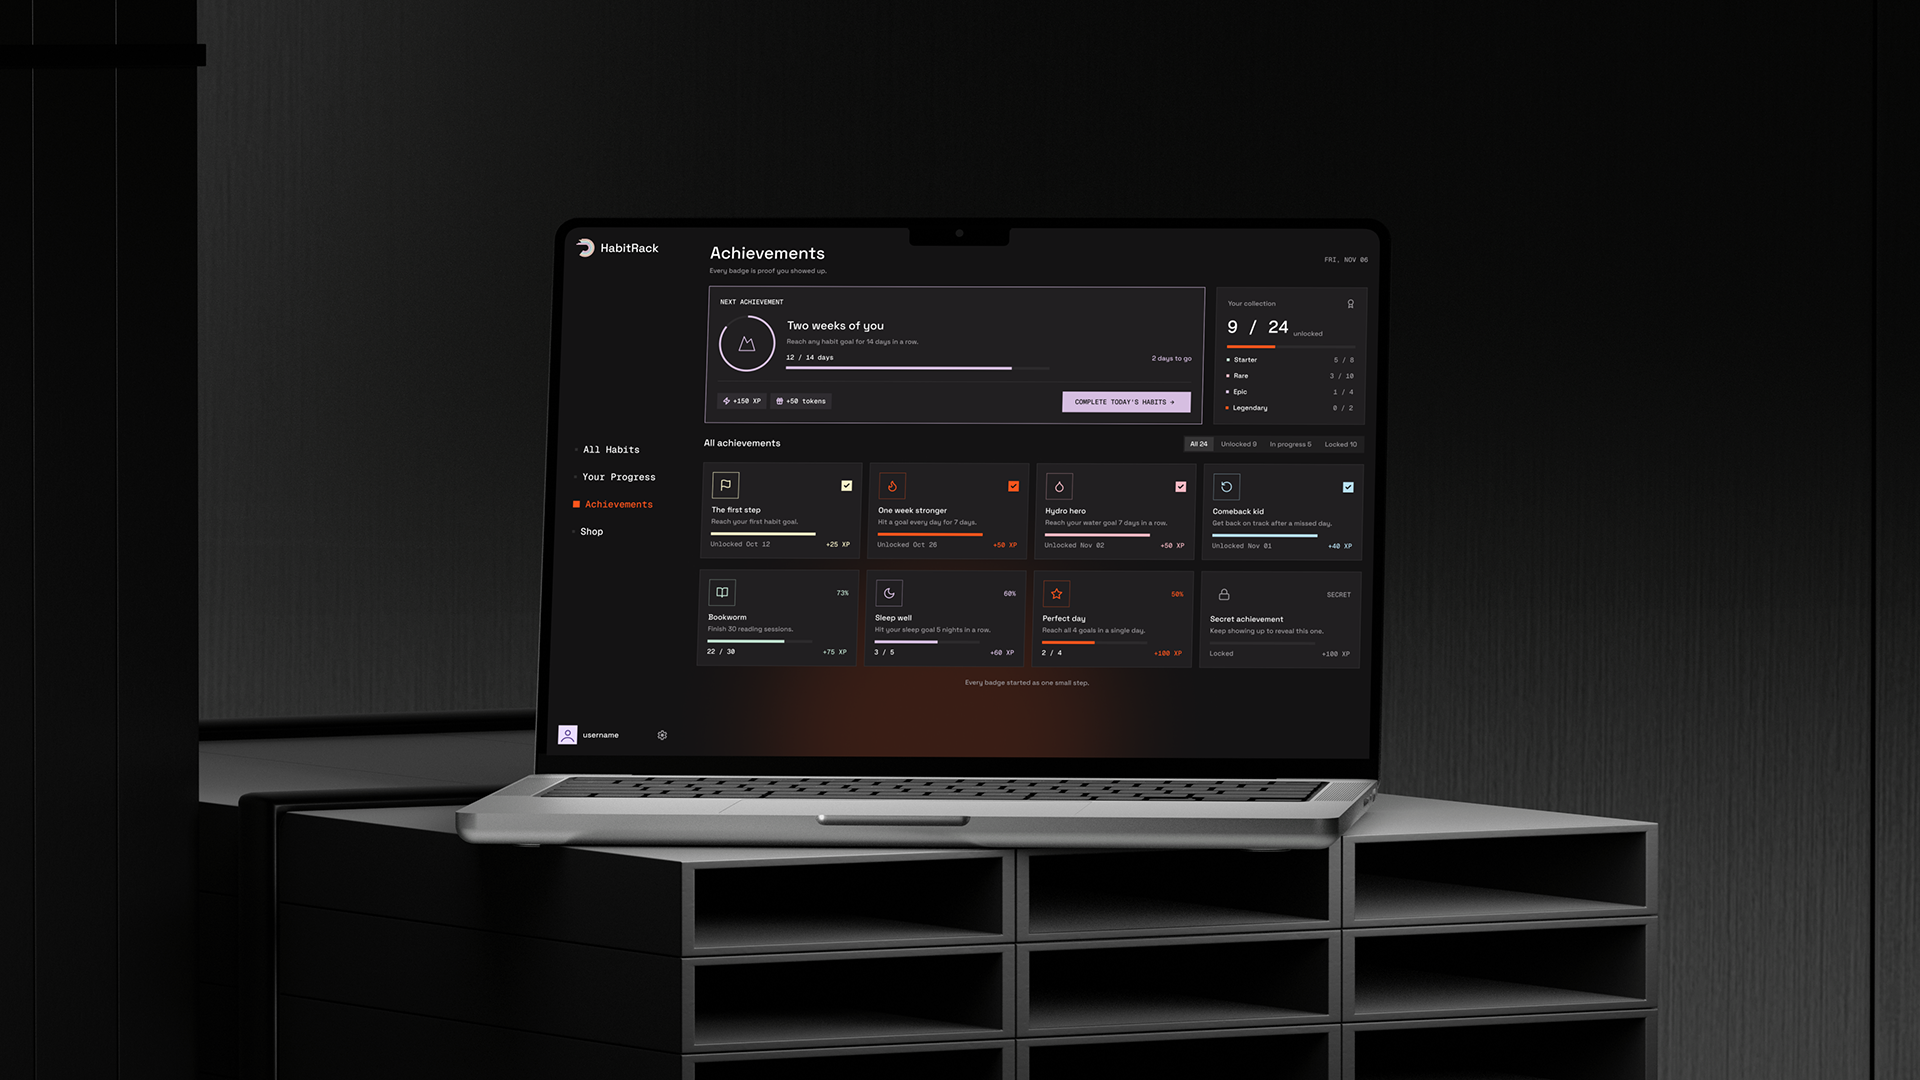 HabitRack
Achievements
Every badge is proof you showed up.
FRI, NOV 06
NEXT ACHIEVEMENT
Two weeks of you
Reach any habit goal for 14 days in a row.
12 / 14 days
2 days to go
+150 XP
+50 tokens
COMPLETE TODAY'S HABITS →
Your collection
9 / 24 unlocked
Starter 5 / 8
Rare 3 / 10
Epic 1 / 4
Legendary 0 / 2
All Habits
Your Progress
Achievements
Shop
All achievements
All 24 Unlocked 9 In progress 5 Locked 10
The first step
Reach your first habit goal.
Unlocked Oct 12 +25 XP
One week stronger
Hit a goal every day for 7 days.
Unlocked Oct 26 +50 XP
Hydro hero
Reach your water goal 7 days in a row.
Unlocked Nov 02 +50 XP
Comeback kid
Get back on track after a missed day.
Unlocked Nov 01 +40 XP
73%
Bookworm
Finish 30 reading sessions.
22 / 30 +75 XP
60%
Sleep well
Hit your sleep goal 5 nights in a row.
3 / 5 +60 XP
50%
Perfect day
Reach all 4 goals in a single day.
2 / 4 +100 XP
SECRET
Secret achievement
Keep showing up to reveal this one.
Locked +100 XP
Every badge started as one small step.
username